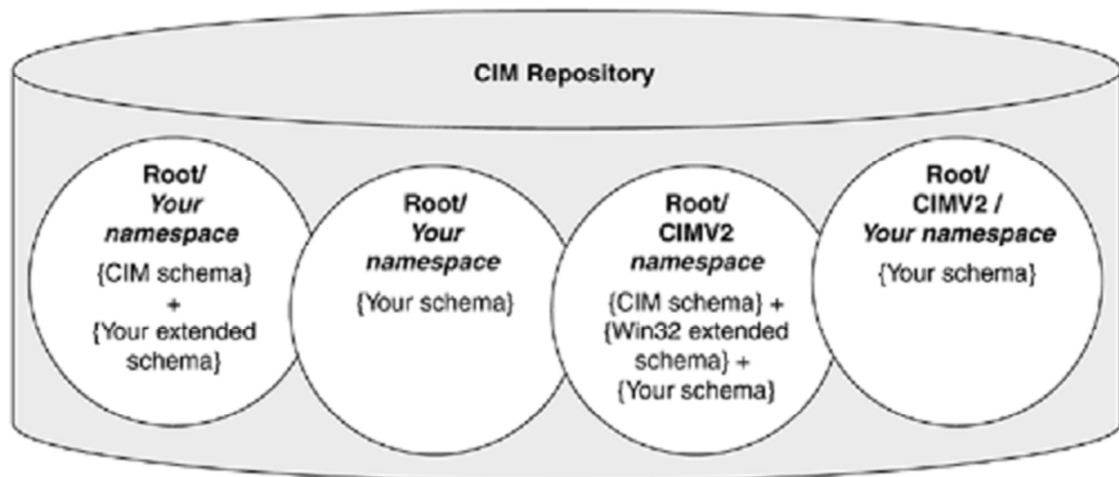 CIM Repository
Root/
Your
namespace
{CIM schema}
+
{Your extended
schema}
Root/
Your
namespace
{Your schema}
Root/
CIMV2
namespace
{CIM schema} +
{Win32 extended
schema} +
{Your schema}
Root/
CIMV2 /
Your namespace
{Your schema}